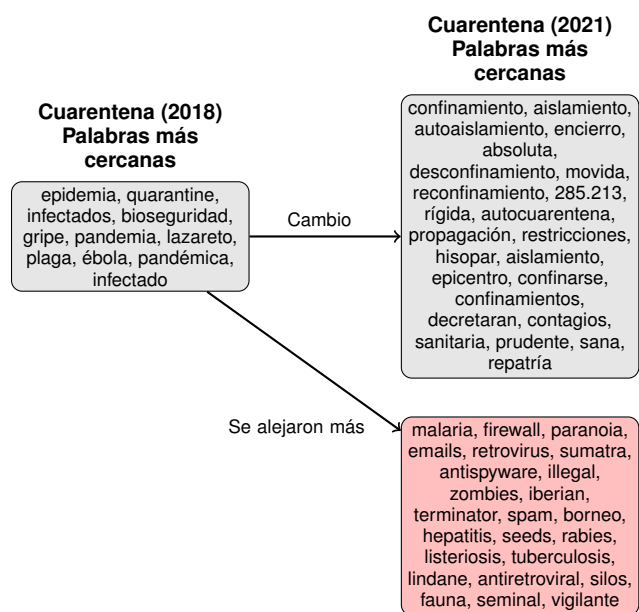 Cuarentena (2018)
Palabras más
cercanas
epidemia, quarantine,
infectados, bioseguridad,
gripe, pandemia, lazareto,
plaga, ébola, pandémica,
infectado
Cambio
Cuarentena (2021)
Palabras más
cercanas
confinamiento, aislamiento,
autoaislamiento, encierro,
absoluta,
desconfinamiento, movida,
reconfinamiento, 285.213,
rígida, autocuarentena,
propagación, restricciones,
hisopar, aislamiento,
epicentro, confinarse,
confinamientos,
decretaran, contagios,
sanitaria, prudente, sana,
repatría
Se alejaron más
malaria, firewall, paranoia,
emails, retrovirus, sumatra,
antispyware, illegal,
zombies, iberian,
terminator, spam, borneo,
hepatitis, seeds, rabies,
listeriosis, tuberculosis,
lindane, antiretroviral, silos,
fauna, seminal, vigilante